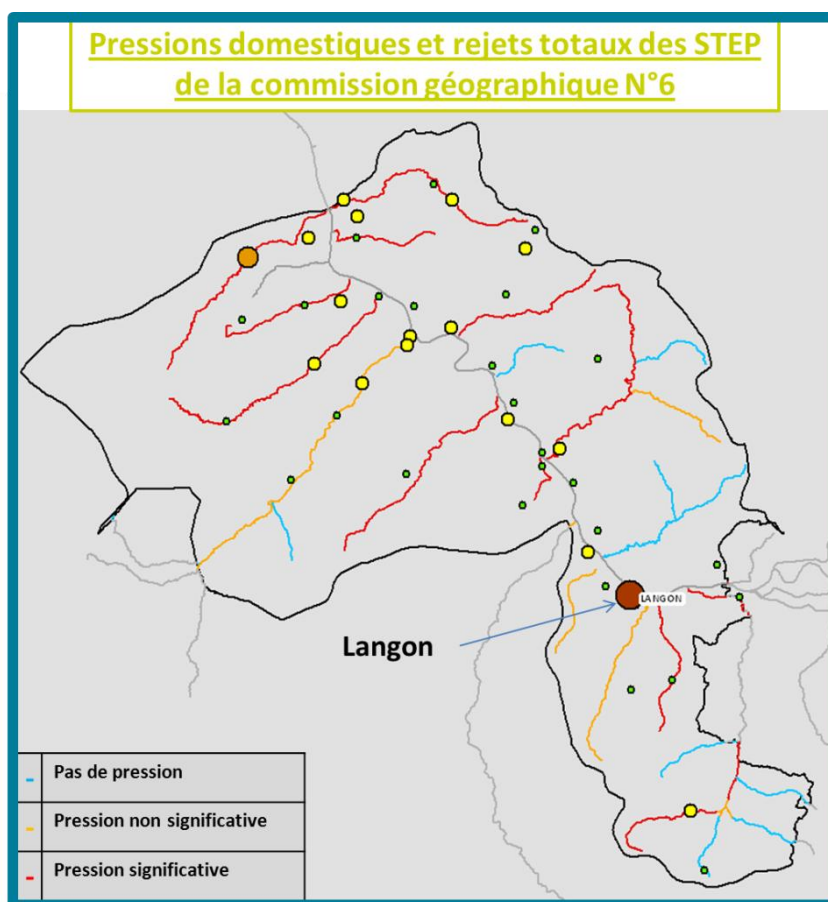 Pressions domestiques et rejets totaux des STEP
de la commission géographique N°6
LANGON
Langon
Pas de pression
Pression non significative
Pression significative